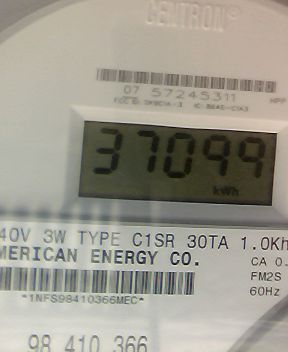 CENTRON®
07 57245311
37099
kWh
40V 3W TYPE C1SR 30TA 1.0Kh
MERICAN ENERGY CO.
CA 0.
FM2S
60Hz
*1NFS98410366MEC*
98 410 366